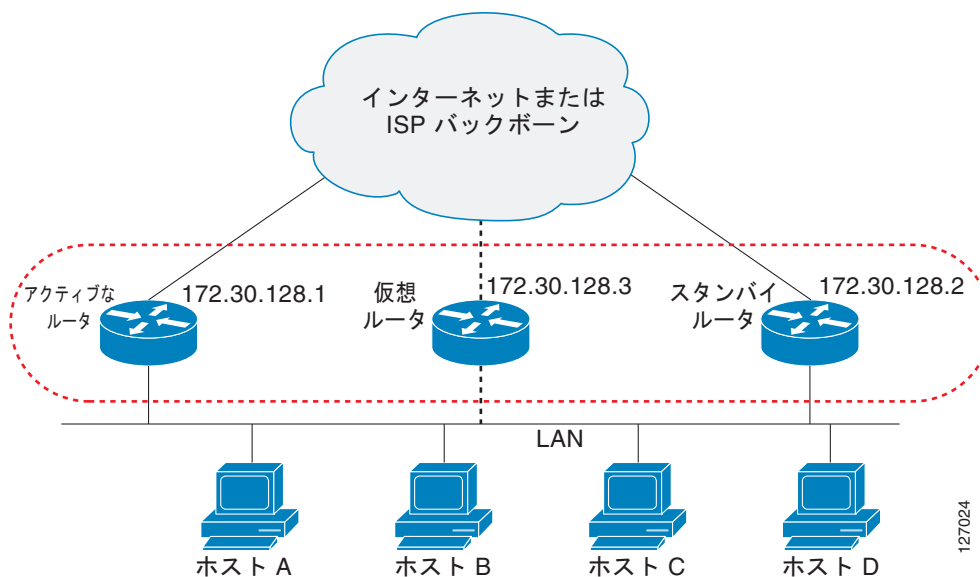 インターネットまたは
ISP バックボーン
アクティブな
ルータ
172.30.128.1
仮想
ルータ
172.30.128.3
スタンバイ
ルータ
172.30.128.2
LAN
ホスト A
ホスト B
ホスト C
ホスト D
127024